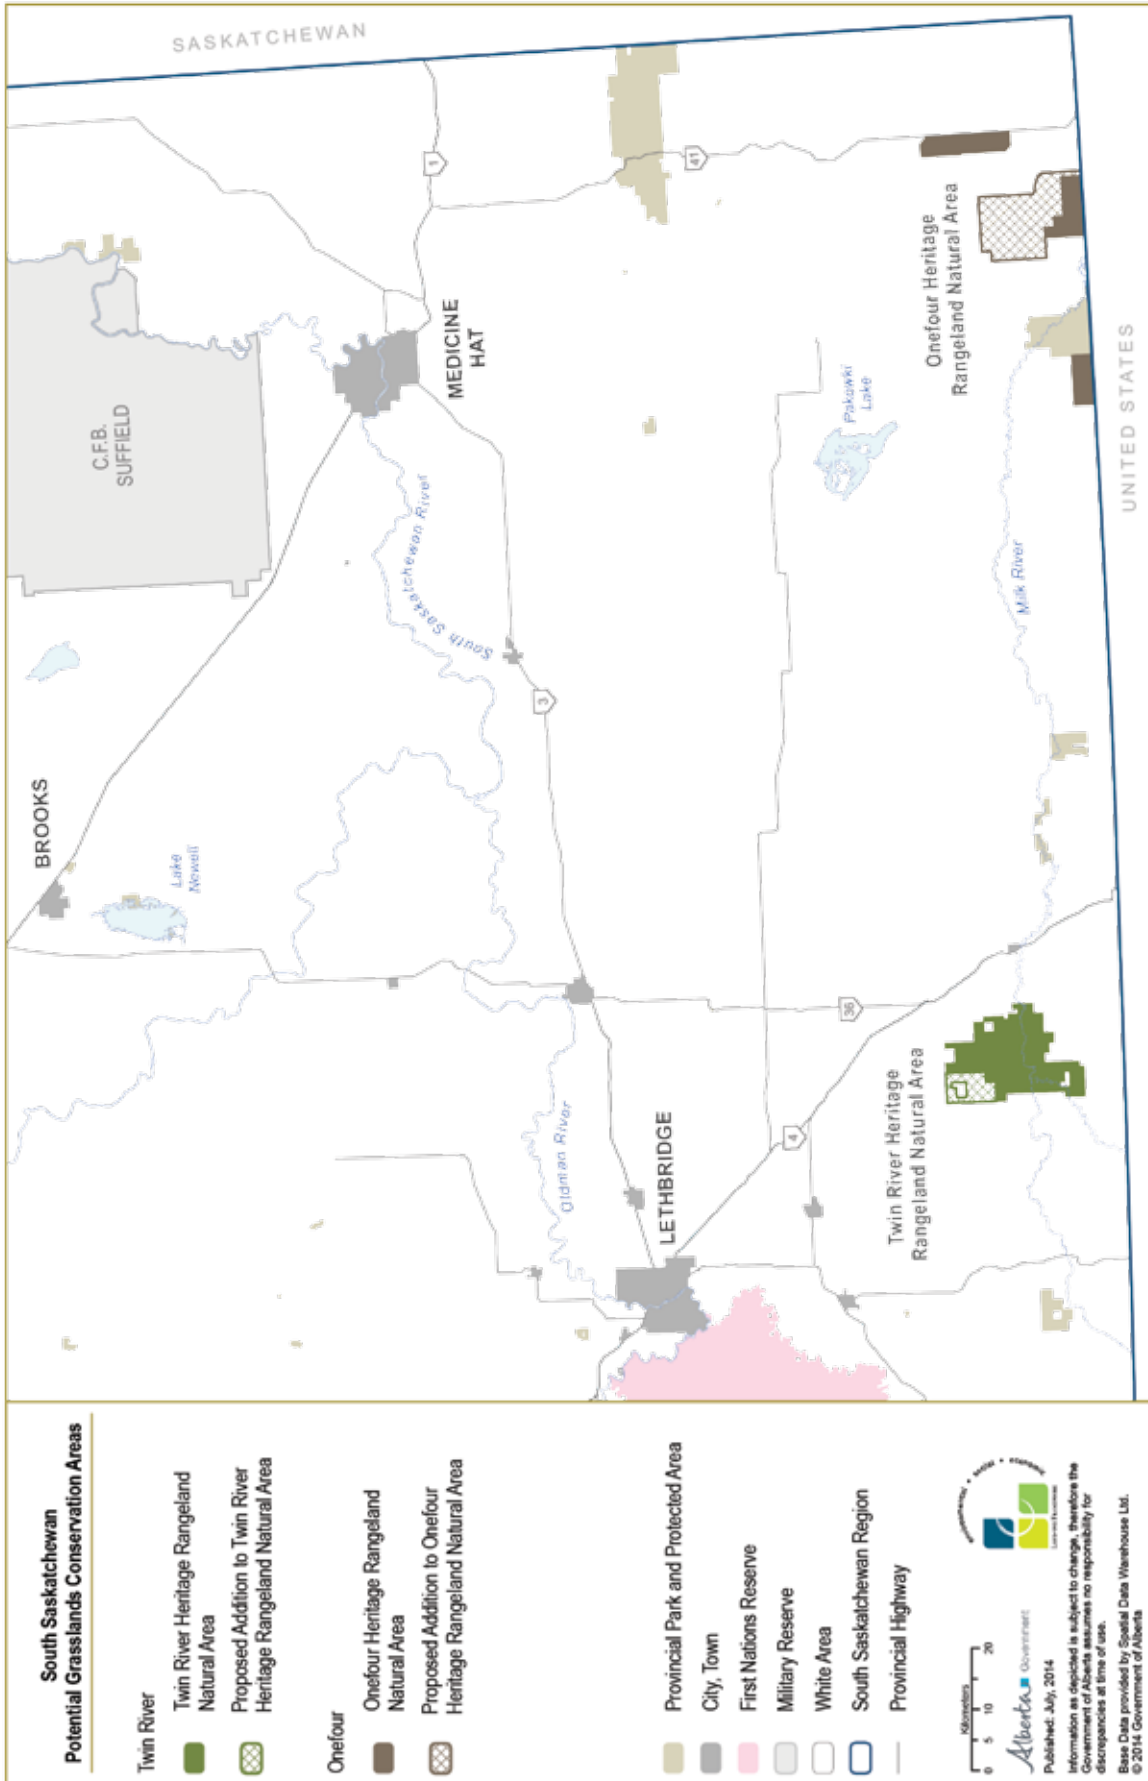 South Saskatchewan
Potential Grasslands Conservation Areas
Twin River
Twin River Heritage Rangeland
Natural Area
Proposed Addition to Twin River
Heritage Rangeland Natural Area
Onefour
Onefour Heritage Rangeland
Natural Area
Proposed Addition to Onefour
Heritage Rangeland Natural Area
Provincial Park and Protected Area
City, Town
First Nations Reserve
Military Reserve
White Area
South Saskatchewan Region
Provincial Highway
Kilometers
0 5 10 20
Alberta Government
environmental • social • economic
Published: July, 2014
Information as depicted is subject to change, therefore the
Government of Alberta assumes no responsibility for
discrepancies at time of use.
Base Data provided by Spatial Data Warehouse Ltd.
© 2014 Government of Alberta
SASKATCHEWAN
UNITED STATES
C.F.B.
SUFFIELD
BROOKS
Lake
Newell
MEDICINE
HAT
South Saskatchewan River
Oldman River
LETHBRIDGE
Pakowki
Lake
Milk River
Onefour Heritage
Rangeland Natural Area
Twin River Heritage
Rangeland Natural Area
1
41
3
36
4